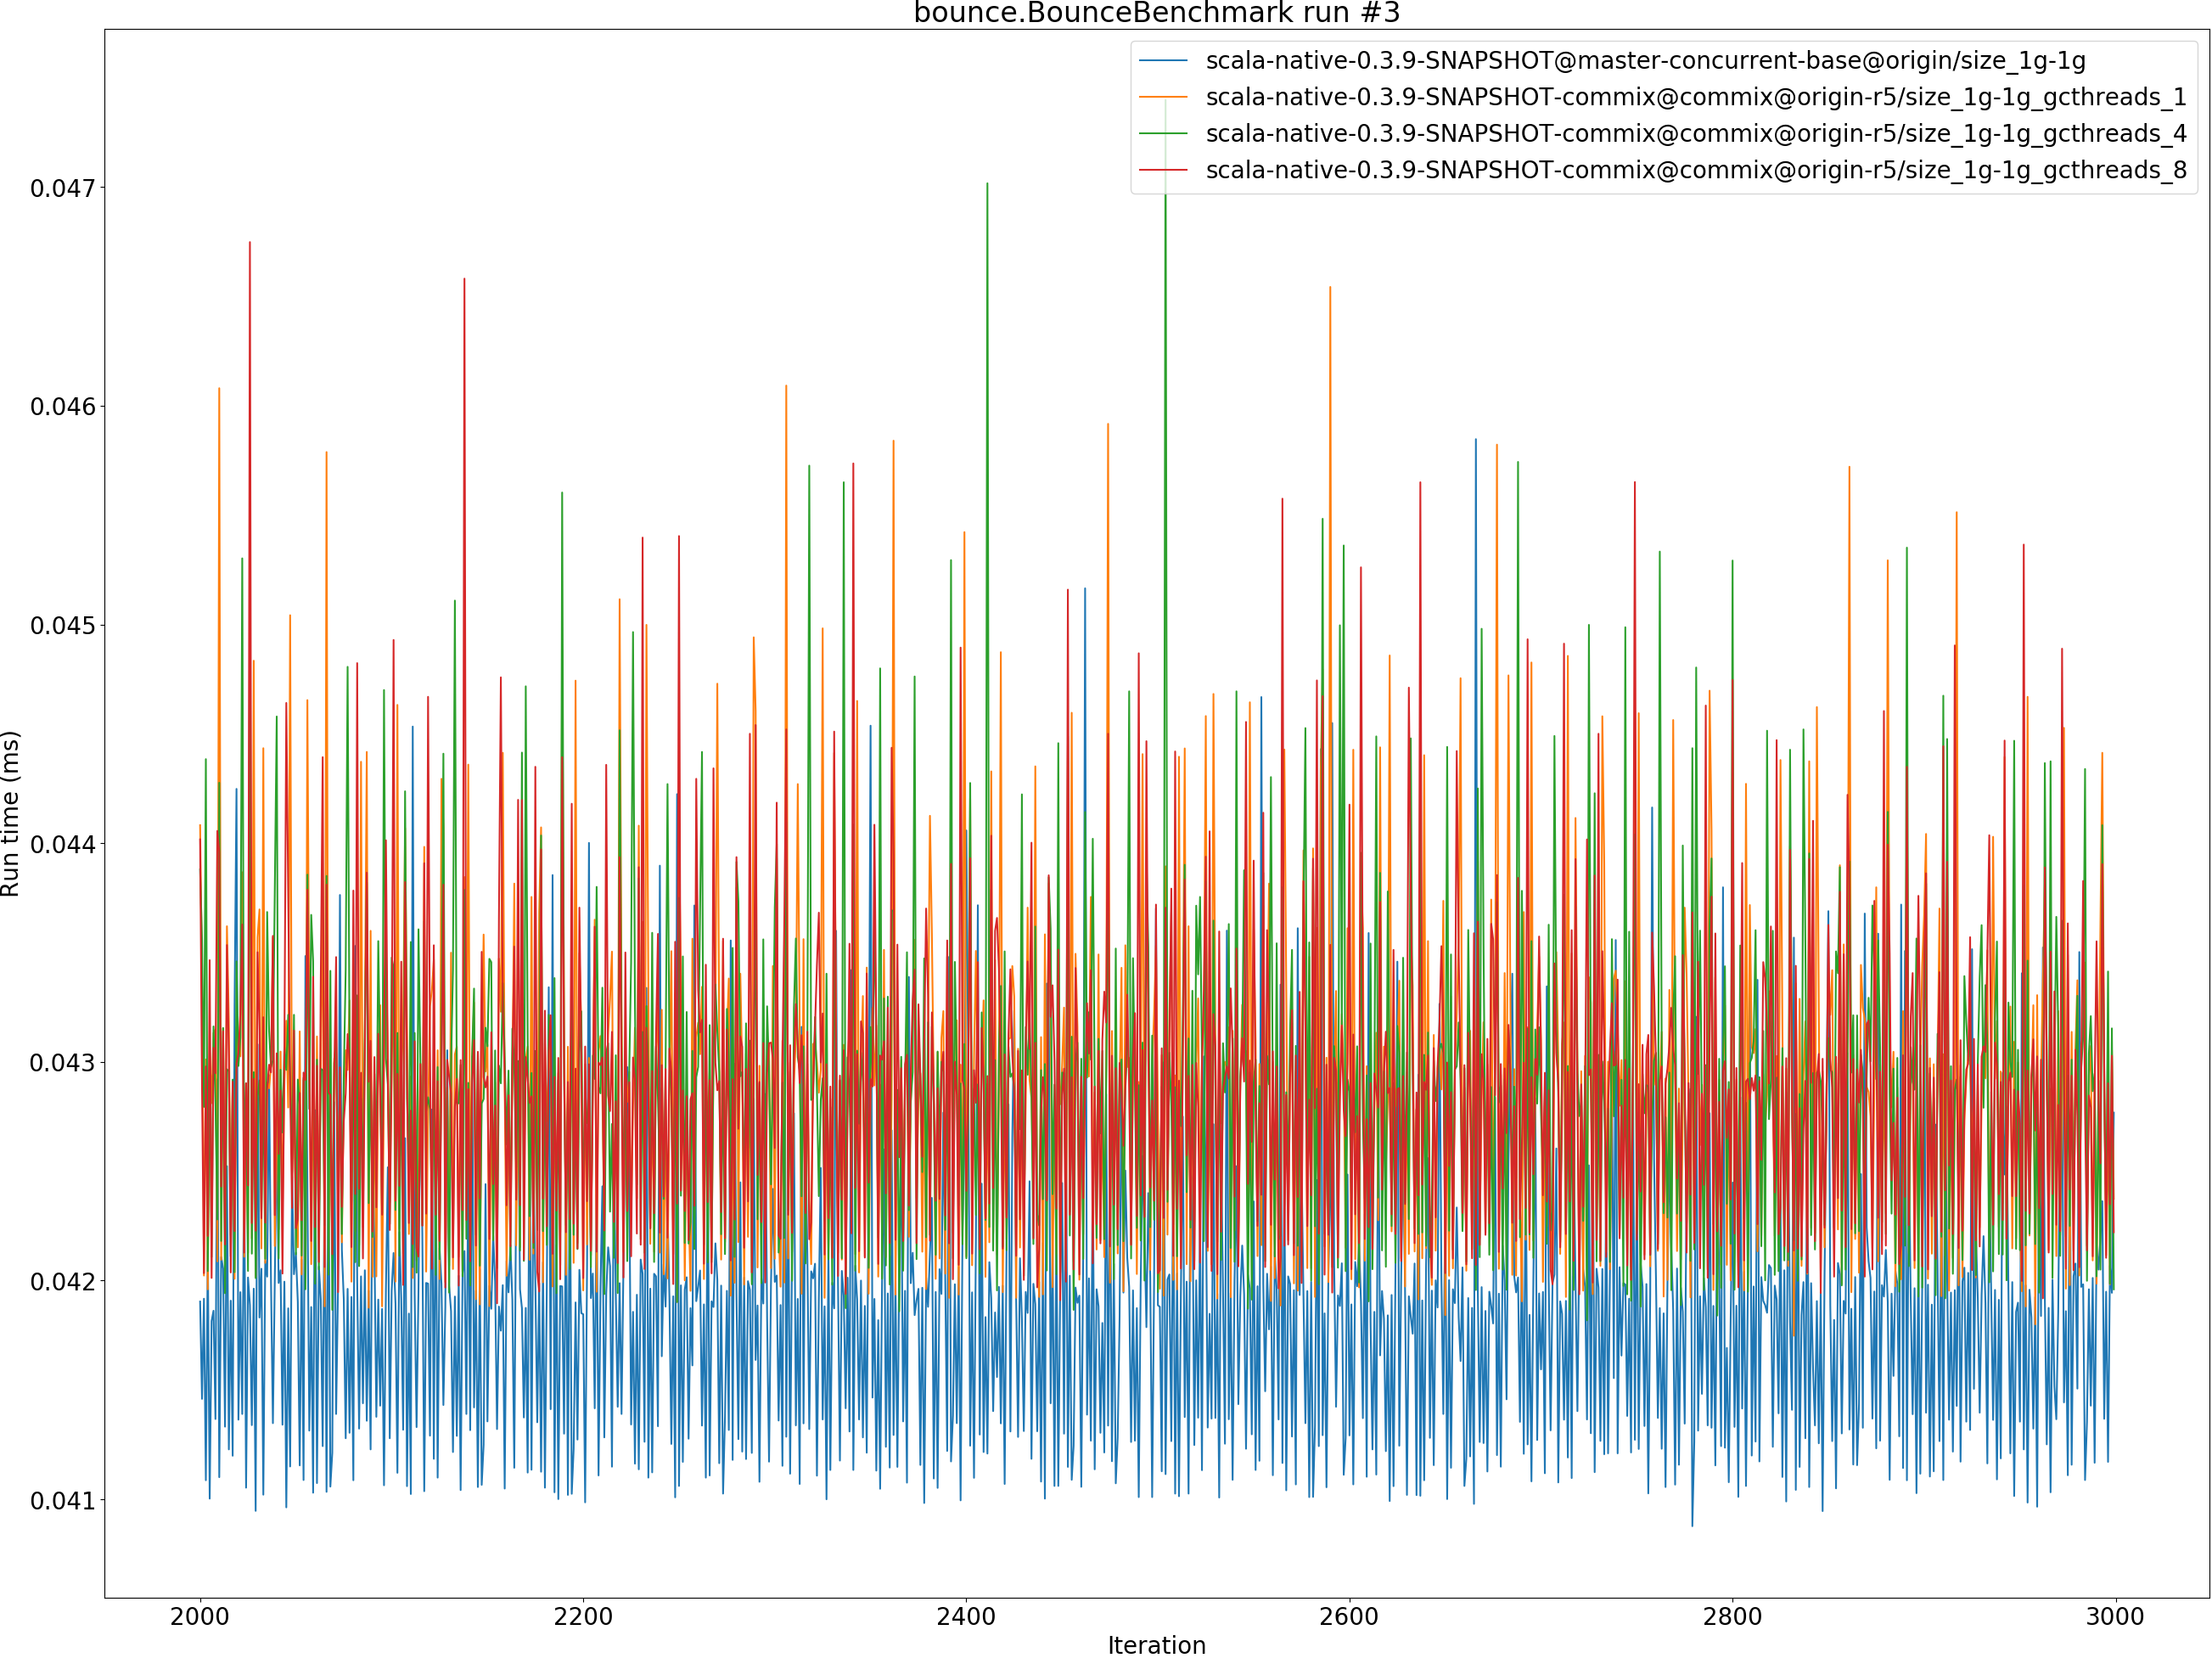 bounce.BounceBenchmark run #3
scala-native-0.3.9-SNAPSHOT@master-concurrent-base@origin/size_1g-1g
scala-native-0.3.9-SNAPSHOT-commix@commix@origin-r5/size_1g-1g_gcthreads_1
scala-native-0.3.9-SNAPSHOT-commix@commix@origin-r5/size_1g-1g_gcthreads_4
scala-native-0.3.9-SNAPSHOT-commix@commix@origin-r5/size_1g-1g_gcthreads_8
0.047
0.046
0.045
0.044
0.043
0.042
0.041
Run time (ms)
2000 2200 2400 2600 2800 3000
Iteration